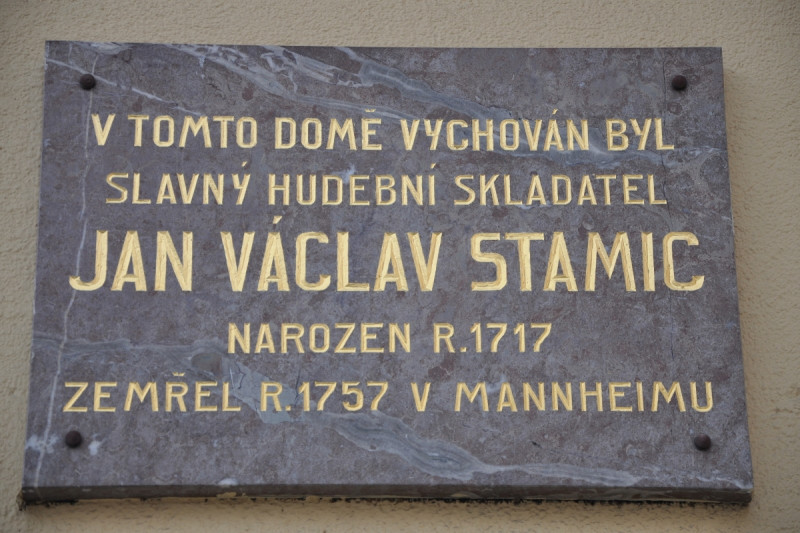 V TOMTO DOMĚ VYCHOVÁN BYL
SLAVNÝ HUDEBNÍ SKLADATEL
JAN VÁCLAV STAMIC
NAROZEN R.1717
ZEMŘEL R.1757 V MANNHEIMU